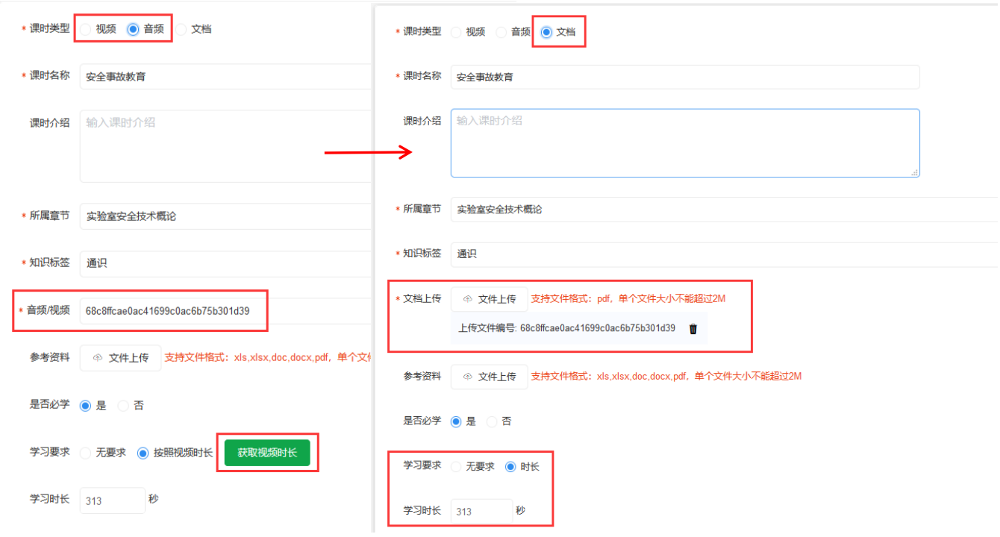 * 课时类型 视频 音频 文档
* 课时名称 安全事故教育
课时介绍 输入课时介绍
* 所属章节 实验室安全技术概论
* 知识标签 通识
* 音频/视频 68c8ffcae0ac41699c0ac6b75b301d39
参考资料 文件上传 支持文件格式：xls,xlsx,doc,docx,pdf，单个文
是否必学 是 否
学习要求 无要求 按照视频时长 获取视频时长
学习时长 313 秒
* 课时类型 视频 音频 文档
* 课时名称 安全事故教育
课时介绍 输入课时介绍
* 所属章节 实验室安全技术概论
* 知识标签 通识
* 文档上传 文件上传 支持文件格式：pdf，单个文件大小不能超过2M
上传文件编号: 68c8ffcae0ac41699c0ac6b75b301d39
参考资料 文件上传 支持文件格式：xls,xlsx,doc,docx,pdf，单个文件大小不能超过2M
是否必学 是 否
学习要求 无要求 时长
学习时长 313 秒